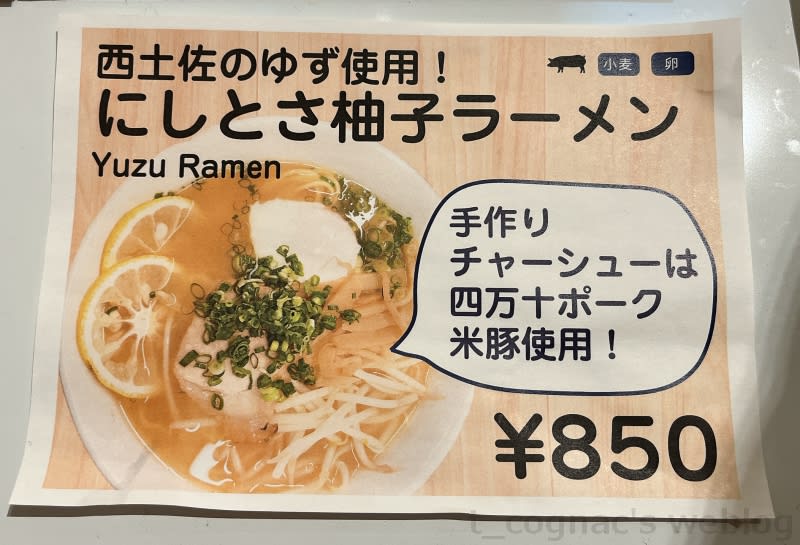 西土佐のゆず使用！
小麦 卵
にしとさ柚子ラーメン
Yuzu Ramen
手作り
チャーシューは
四万十ポーク
米豚使用！
¥850
t_cognac's weblog